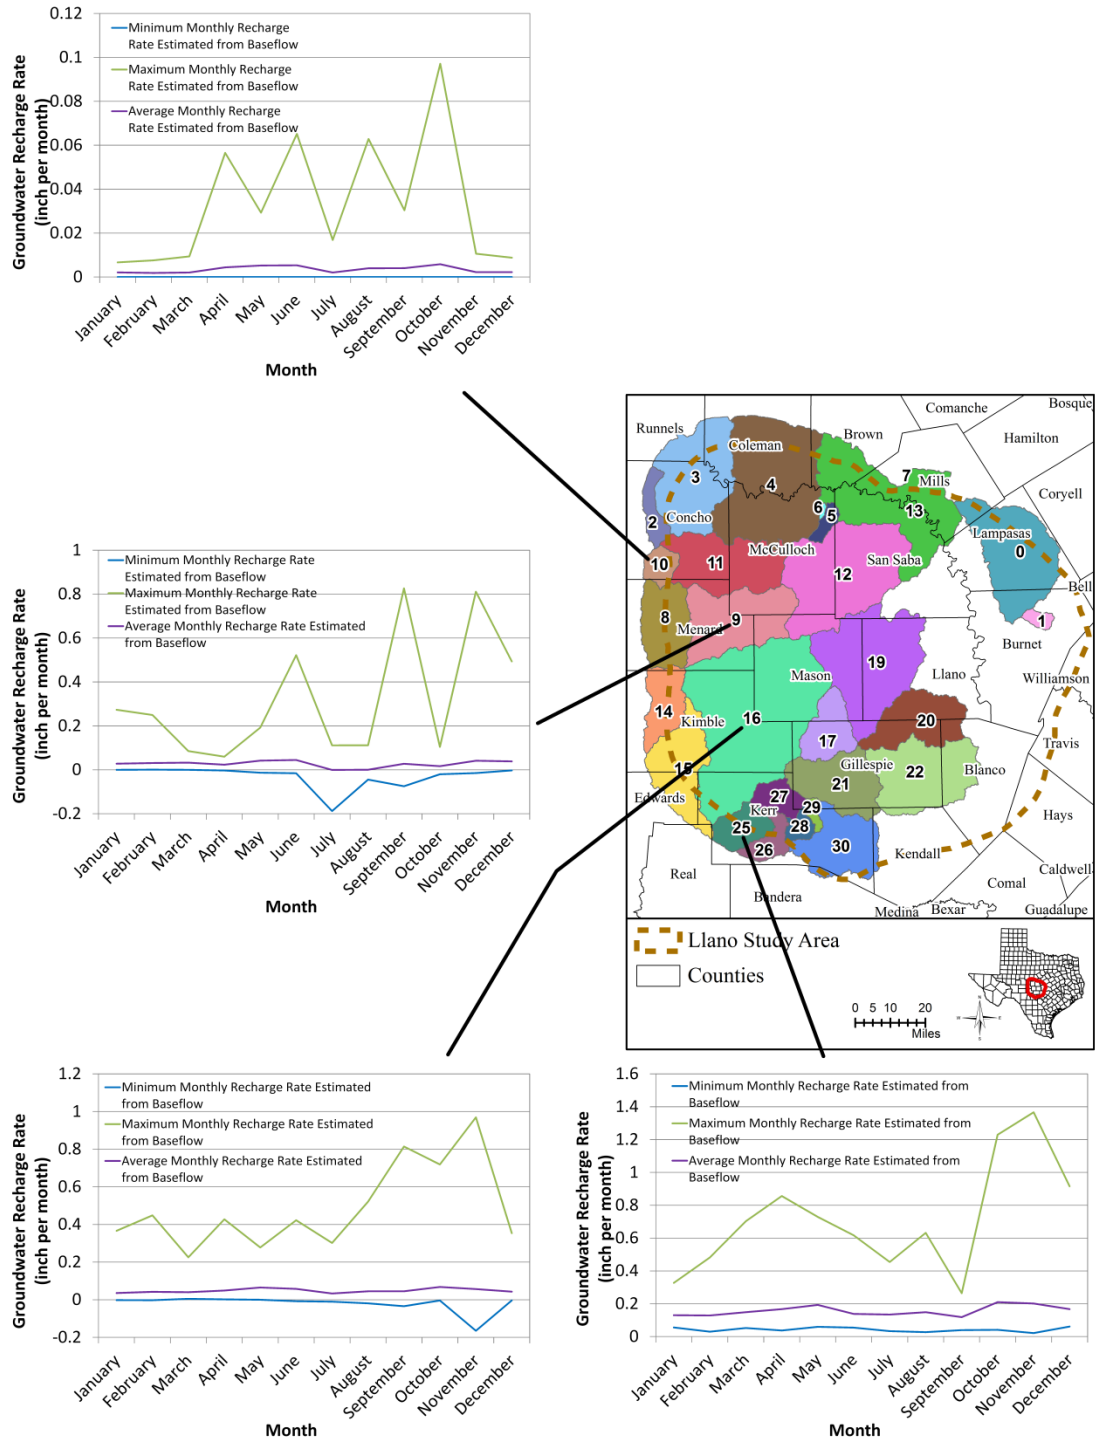 0.12
0.1
0.08
0.06
0.04
0.02
0
Groundwater Recharge Rate
(inch per month)
Minimum Monthly Recharge
Rate Estimated from Baseflow
Maximum Monthly Recharge
Rate Estimated from Baseflow
Average Monthly Recharge
Rate Estimated from Baseflow
January
February
March
April
May
June
July
August
September
October
November
December
Month
1
0.8
0.6
0.4
0.2
0
-0.2
Groundwater Recharge Rate
(inch per month)
Minimum Monthly Recharge Rate
Estimated from Baseflow
Maximum Monthly Recharge Rate
Estimated from Baseflow
Average Monthly Recharge Rate Estimated
from Baseflow
January
February
March
April
May
June
July
August
September
October
November
December
Month
Bosque
Comanche
Runnels
Brown
Hamilton
Coleman
3
7
4
Mills
Coryell
6
5
13
2
Concho
Lampasas
McCulloch
0
10
11
San Saba
12
Bell
8
9
1
Menard
Burnet
19
Mason
Llano
Williamson
14
16
Kimble
20
17
Travis
15
Gillespie
22
Blanco
21
Edwards
27
29
Kerr
Hays
25
28
26
30
Kendall
Real
Caldwell
Comal
Bandera
Medina
Bexar
Guadalupe
Llano Study Area
Counties
0 5 10 20
Miles
N
W
E
S
1.2
1
0.8
0.6
0.4
0.2
0
-0.2
Groundwater Recharge Rate
(inch per month)
Minimum Monthly Recharge Rate Estimated
from Baseflow
Maximum Monthly Recharge Rate Estimated
from Baseflow
Average Monthly Recharge Rate Estimated
from Baseflow
January
February
March
April
May
June
July
August
September
October
November
December
Month
1.6
1.4
1.2
1
0.8
0.6
0.4
0.2
0
Groundwater Recharge Rate
(inch per month)
Minimum Monthly Recharge Rate Estimated from
Baseflow
Maximum Monthly Recharge Rate Estimated from
Baseflow
Average Monthly Recharge Rate Estimated from
Baseflow
January
February
March
April
May
June
July
August
September
October
November
December
Month